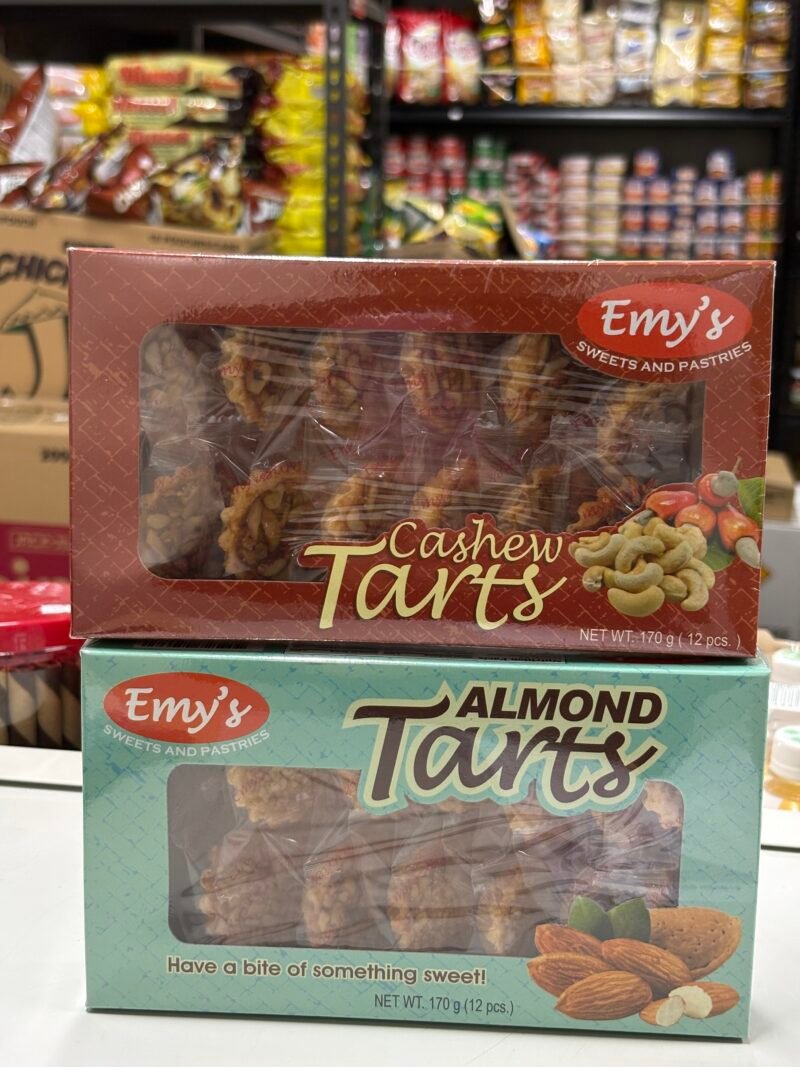 CHIC
Emy's
SWEETS AND PASTRIES
Cashew
Tarts
NET WT. 170 g ( 12 pcs. )
Emy's
SWEETS AND PASTRIES
ALMOND
Tarts
Have a bite of something sweet!
NET WT. 170 g (12 pcs.)